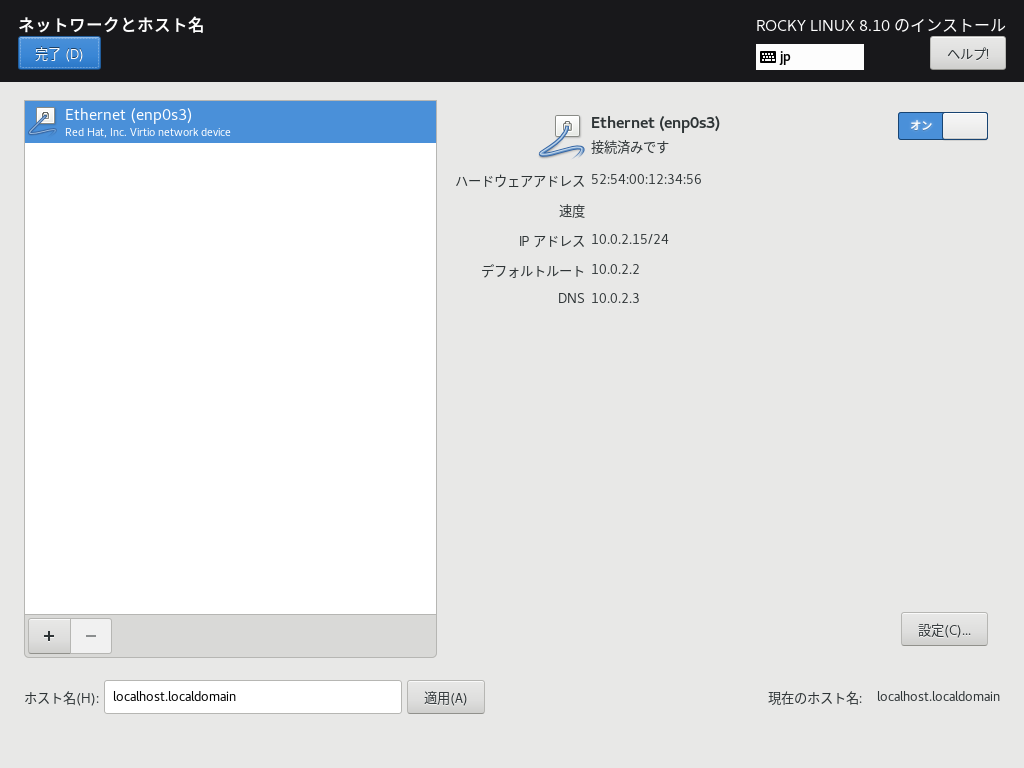 ネットワークとホスト名
ROCKY LINUX 8.10 のインストール
完了 (D)
jp
ヘルプ!
Ethernet (enp0s3)
Red Hat, Inc. Virtio network device
Ethernet (enp0s3)
接続済みです
オン
ハードウェアアドレス 52:54:00:12:34:56
速度
IP アドレス 10.0.2.15/24
デフォルトルート 10.0.2.2
DNS 10.0.2.3
+ −
設定(C)...
ホスト名(H): localhost.localdomain 適用(A) 現在のホスト名: localhost.localdomain